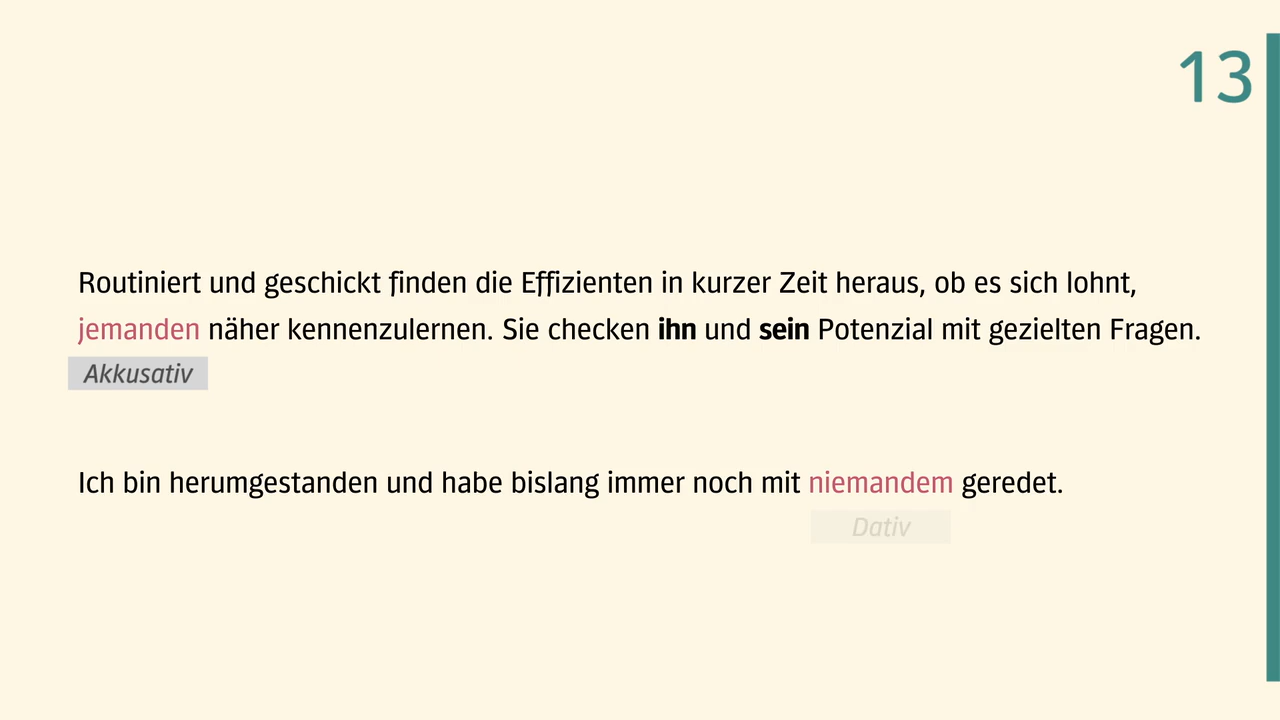 13
Routiniert und geschickt finden die Effizienten in kurzer Zeit heraus, ob es sich lohnt,
jemanden näher kennenzulernen. Sie checken ihn und sein Potenzial mit gezielten Fragen.
Akkusativ
Ich bin herumgestanden und habe bislang immer noch mit niemandem geredet.
Dativ